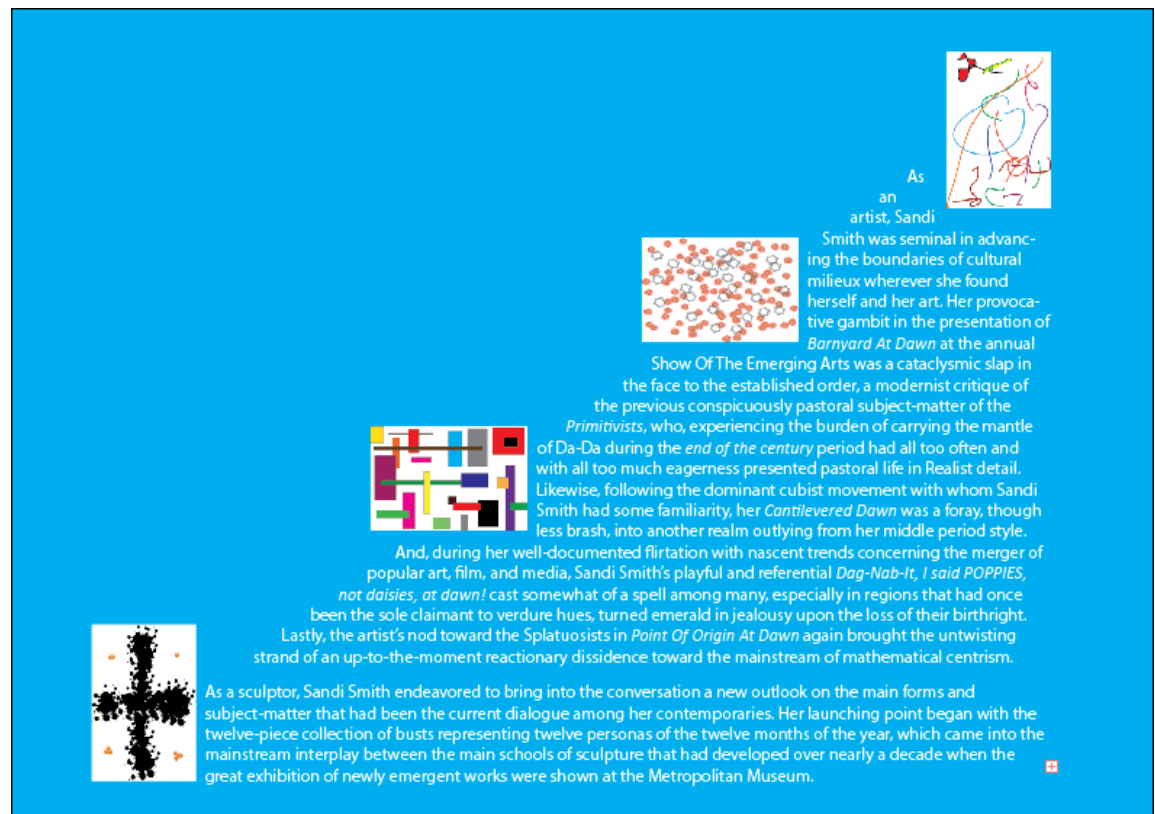 As
an
artist, Sandi
Smith was seminal in advanc-
ing the boundaries of cultural
milieux wherever she found
herself and her art. Her provoca-
tive gambit in the presentation of
Barnyard At Dawn at the annual
Show Of The Emerging Arts was a cataclysmic slap in
the face to the established order, a modernist critique of
the previous conspicuously pastoral subject-matter of the
Primitivists, who, experiencing the burden of carrying the mantle
of Da-Da during the end of the century period had all too often and
with all too much eagerness presented pastoral life in Realist detail.
Likewise, following the dominant cubist movement with whom Sandi
Smith had some familiarity, her Cantilevered Dawn was a foray, though
less brash, into another realm outlying from her middle period style.
And, during her well-documented flirtation with nascent trends concerning the merger of
popular art, film, and media, Sandi Smith's playful and referential Dag-Nab-It, I said POPPIES,
not daisies, at dawn! cast somewhat of a spell among many, especially in regions that had once
been the sole claimant to verdure hues, turned emerald in jealousy upon the loss of their birthright.
Lastly, the artist's nod toward the Splatuosists in Point Of Origin At Dawn again brought the untwisting
strand of an up-to-the-moment reactionary dissidence toward the mainstream of mathematical centrism.
As a sculptor, Sandi Smith endeavored to bring into the conversation a new outlook on the main forms and
subject-matter that had been the current dialogue among her contemporaries. Her launching point began with the
twelve-piece collection of busts representing twelve personas of the twelve months of the year, which came into the
mainstream interplay between the main schools of sculpture that had developed over nearly a decade when the
great exhibition of newly emergent works were shown at the Metropolitan Museum.